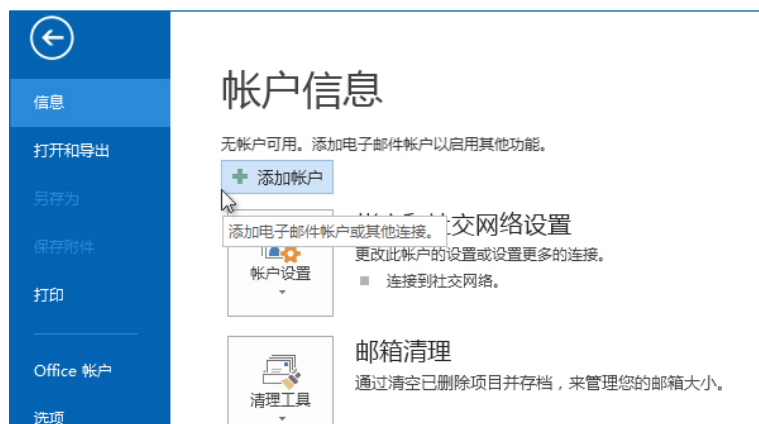 信息
打开和导出
另存为
保存附件
打印
Office 帐户
选项
帐户信息
无帐户可用。添加电子邮件帐户以启用其他功能。
添加帐户
添加电子邮件帐户或其他连接。
交网络设置
更改此帐户的设置或设置更多的连接。
连接到社交网络。
帐户设置
邮箱清理
通过清空已删除项目并存档，来管理您的邮箱大小。
清理工具